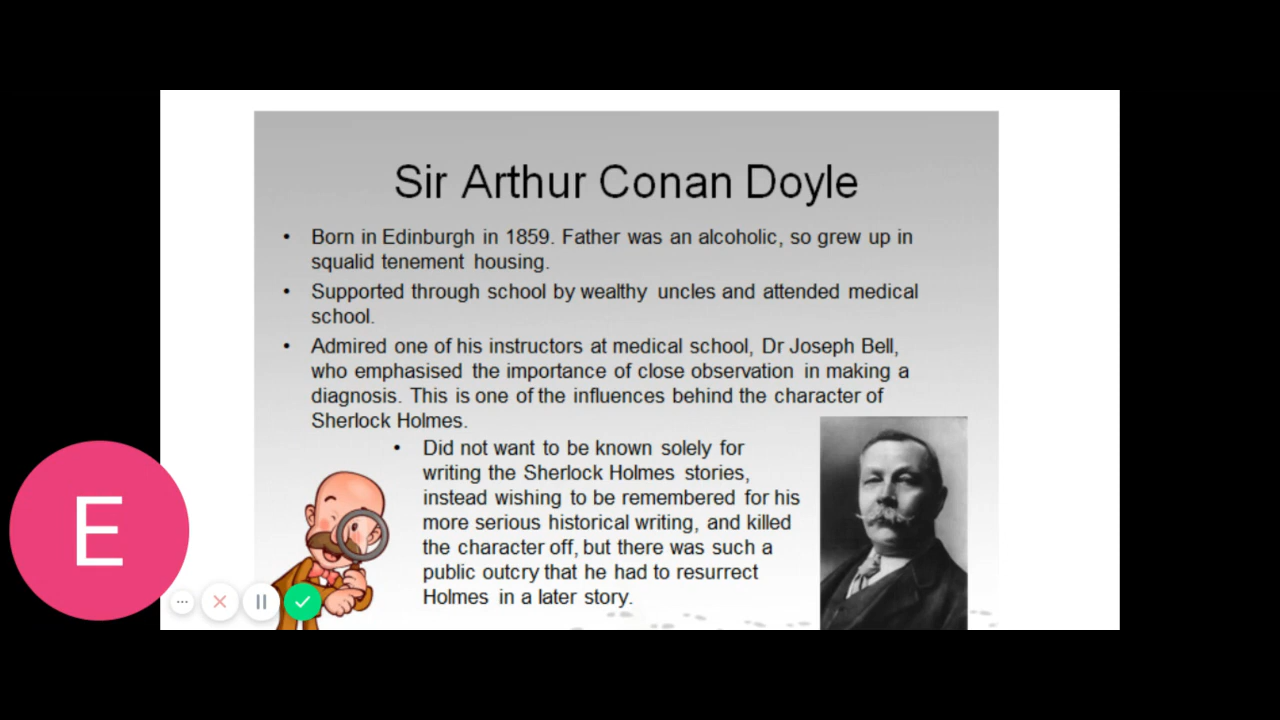 Sir Arthur Conan Doyle
• Born in Edinburgh in 1859. Father was an alcoholic, so grew up in
squalid tenement housing.
• Supported through school by wealthy uncles and attended medical
school.
• Admired one of his instructors at medical school, Dr Joseph Bell,
who emphasised the importance of close observation in making a
diagnosis. This is one of the influences behind the character of
Sherlock Holmes.
• Did not want to be known solely for
writing the Sherlock Holmes stories,
instead wishing to be remembered for his
more serious historical writing, and killed
the character off, but there was such a
public outcry that he had to resurrect
Holmes in a later story.
E